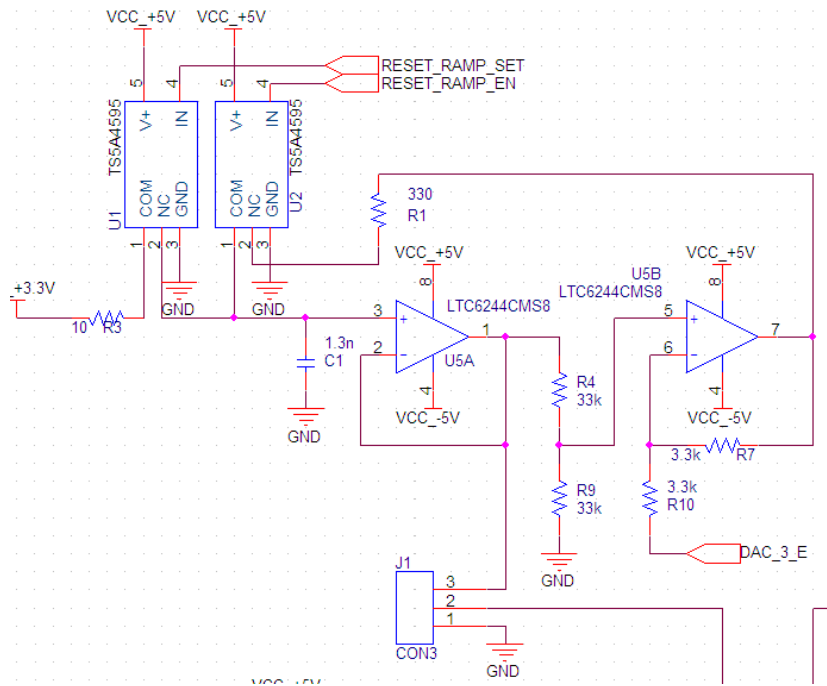 VCC_+5V VCC_+5V
RESET_RAMP_SET
RESET_RAMP_EN
5 4 5 4
V+ IN V+ IN
TS5A4595 TS5A4595
COM NC GND COM NC GND
U1 U2
1 2 3 1 2 3
330
R1
+3.3V
GND GND
10 R3
VCC_+5V
8
LTC6244CMS8
3
+
1
2
-
U5A
4
VCC_-5V
1.3n
C1
GND
VCC_+5V
U5B
LTC6244CMS8
8
5
+
7
6
-
4
VCC_-5V
R4
33k
3.3k R7
R9
33k
3.3k
R10
GND
DAC_3_E
J1
3
2
1
CON3
GND